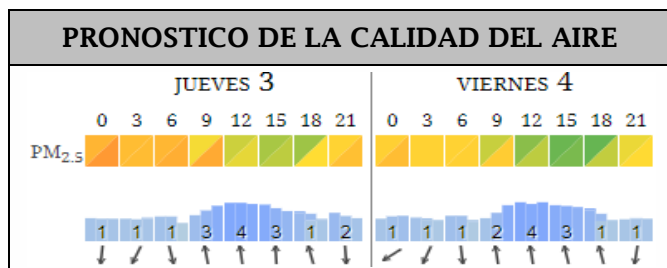 PRONOSTICO DE LA CALIDAD DEL AIRE
JUEVES 3 VIERNES 4
0 3 6 9 12 15 18 21 0 3 6 9 12 15 18 21
PM2.5
1 1 1 3 4 3 1 2 1 1 1 2 4 3 1 1